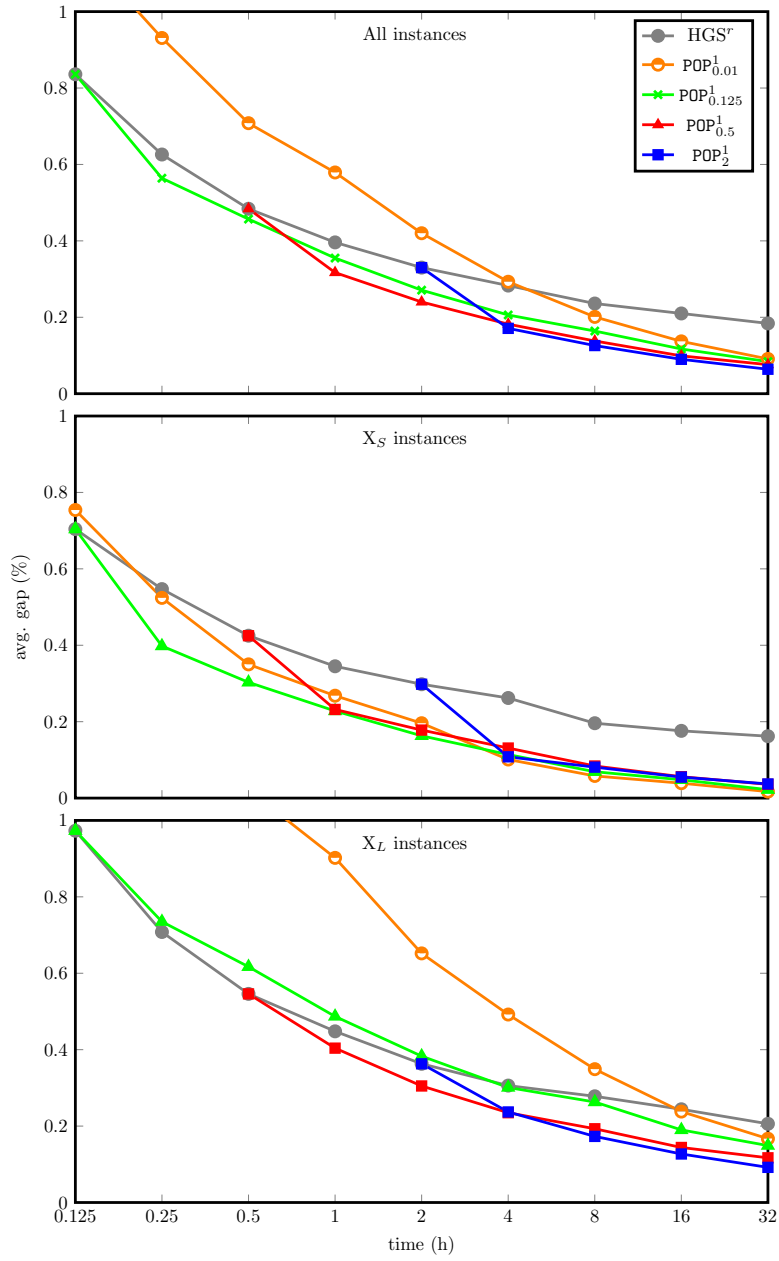 All instances
HGS^r
POP^1_0.01
POP^1_0.125
POP^1_0.5
POP^1_2
1
0.8
0.6
0.4
0.2
0
X_S instances
1
0.8
0.6
0.4
0.2
0
avg. gap (%)
X_L instances
1
0.8
0.6
0.4
0.2
0
0.125 0.25 0.5 1 2 4 8 16 32
time (h)